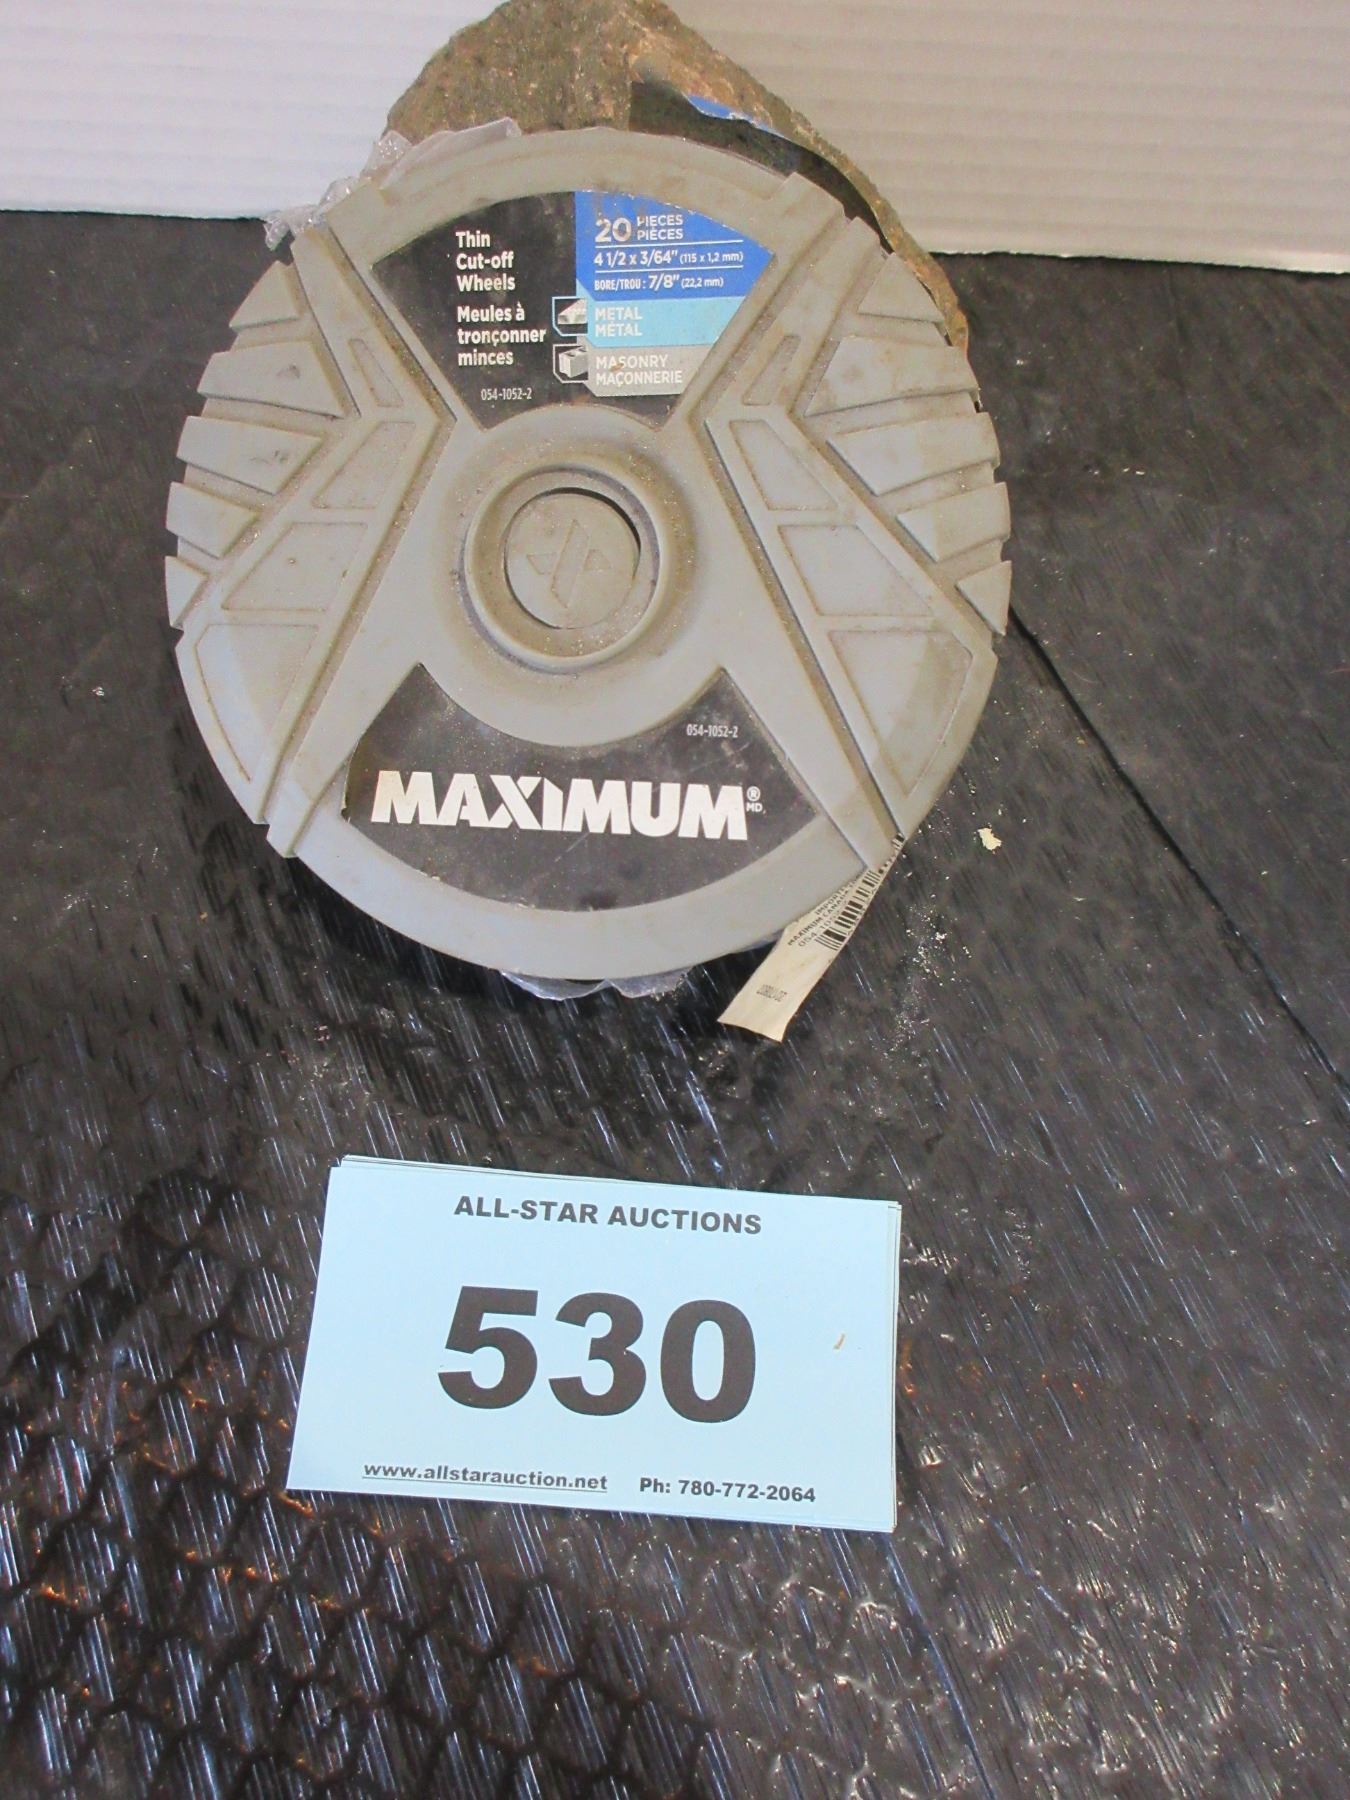 Thin
Cut-off
Wheels
Meules à
tronçonner
minces
054-1052-2
20 PIECES
PIÈCES
4 1/2 x 3/64" (115 x 1,2 mm)
BORE/TROU : 7/8" (22,2 mm)
METAL
MÉTAL
MASONRY
MAÇONNERIE
054-1052-2
MAXIMUM®
MD
MAXIMUM CANADA
ALL-STAR AUCTIONS
530
www.allstarauction.net Ph: 780-772-2064